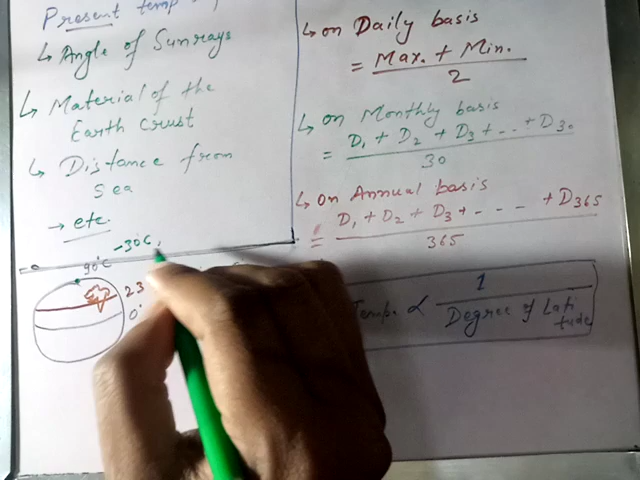 Present temp
↳ Angle of Sunrays
↳ Material of the
Earth crust
↳ Distance from
Sea
→ etc.
-30°C,
90°C
23
0°
↳ on Daily basis
= Max. + Min.
2
↳ on Monthly basis
= D1 + D2 + D3 + - - + D30
30
↳ on Annual basis
= D1 + D2 + D3 + - - - + D365
365
Temp. ∝ 1
Degree of Lati
tude